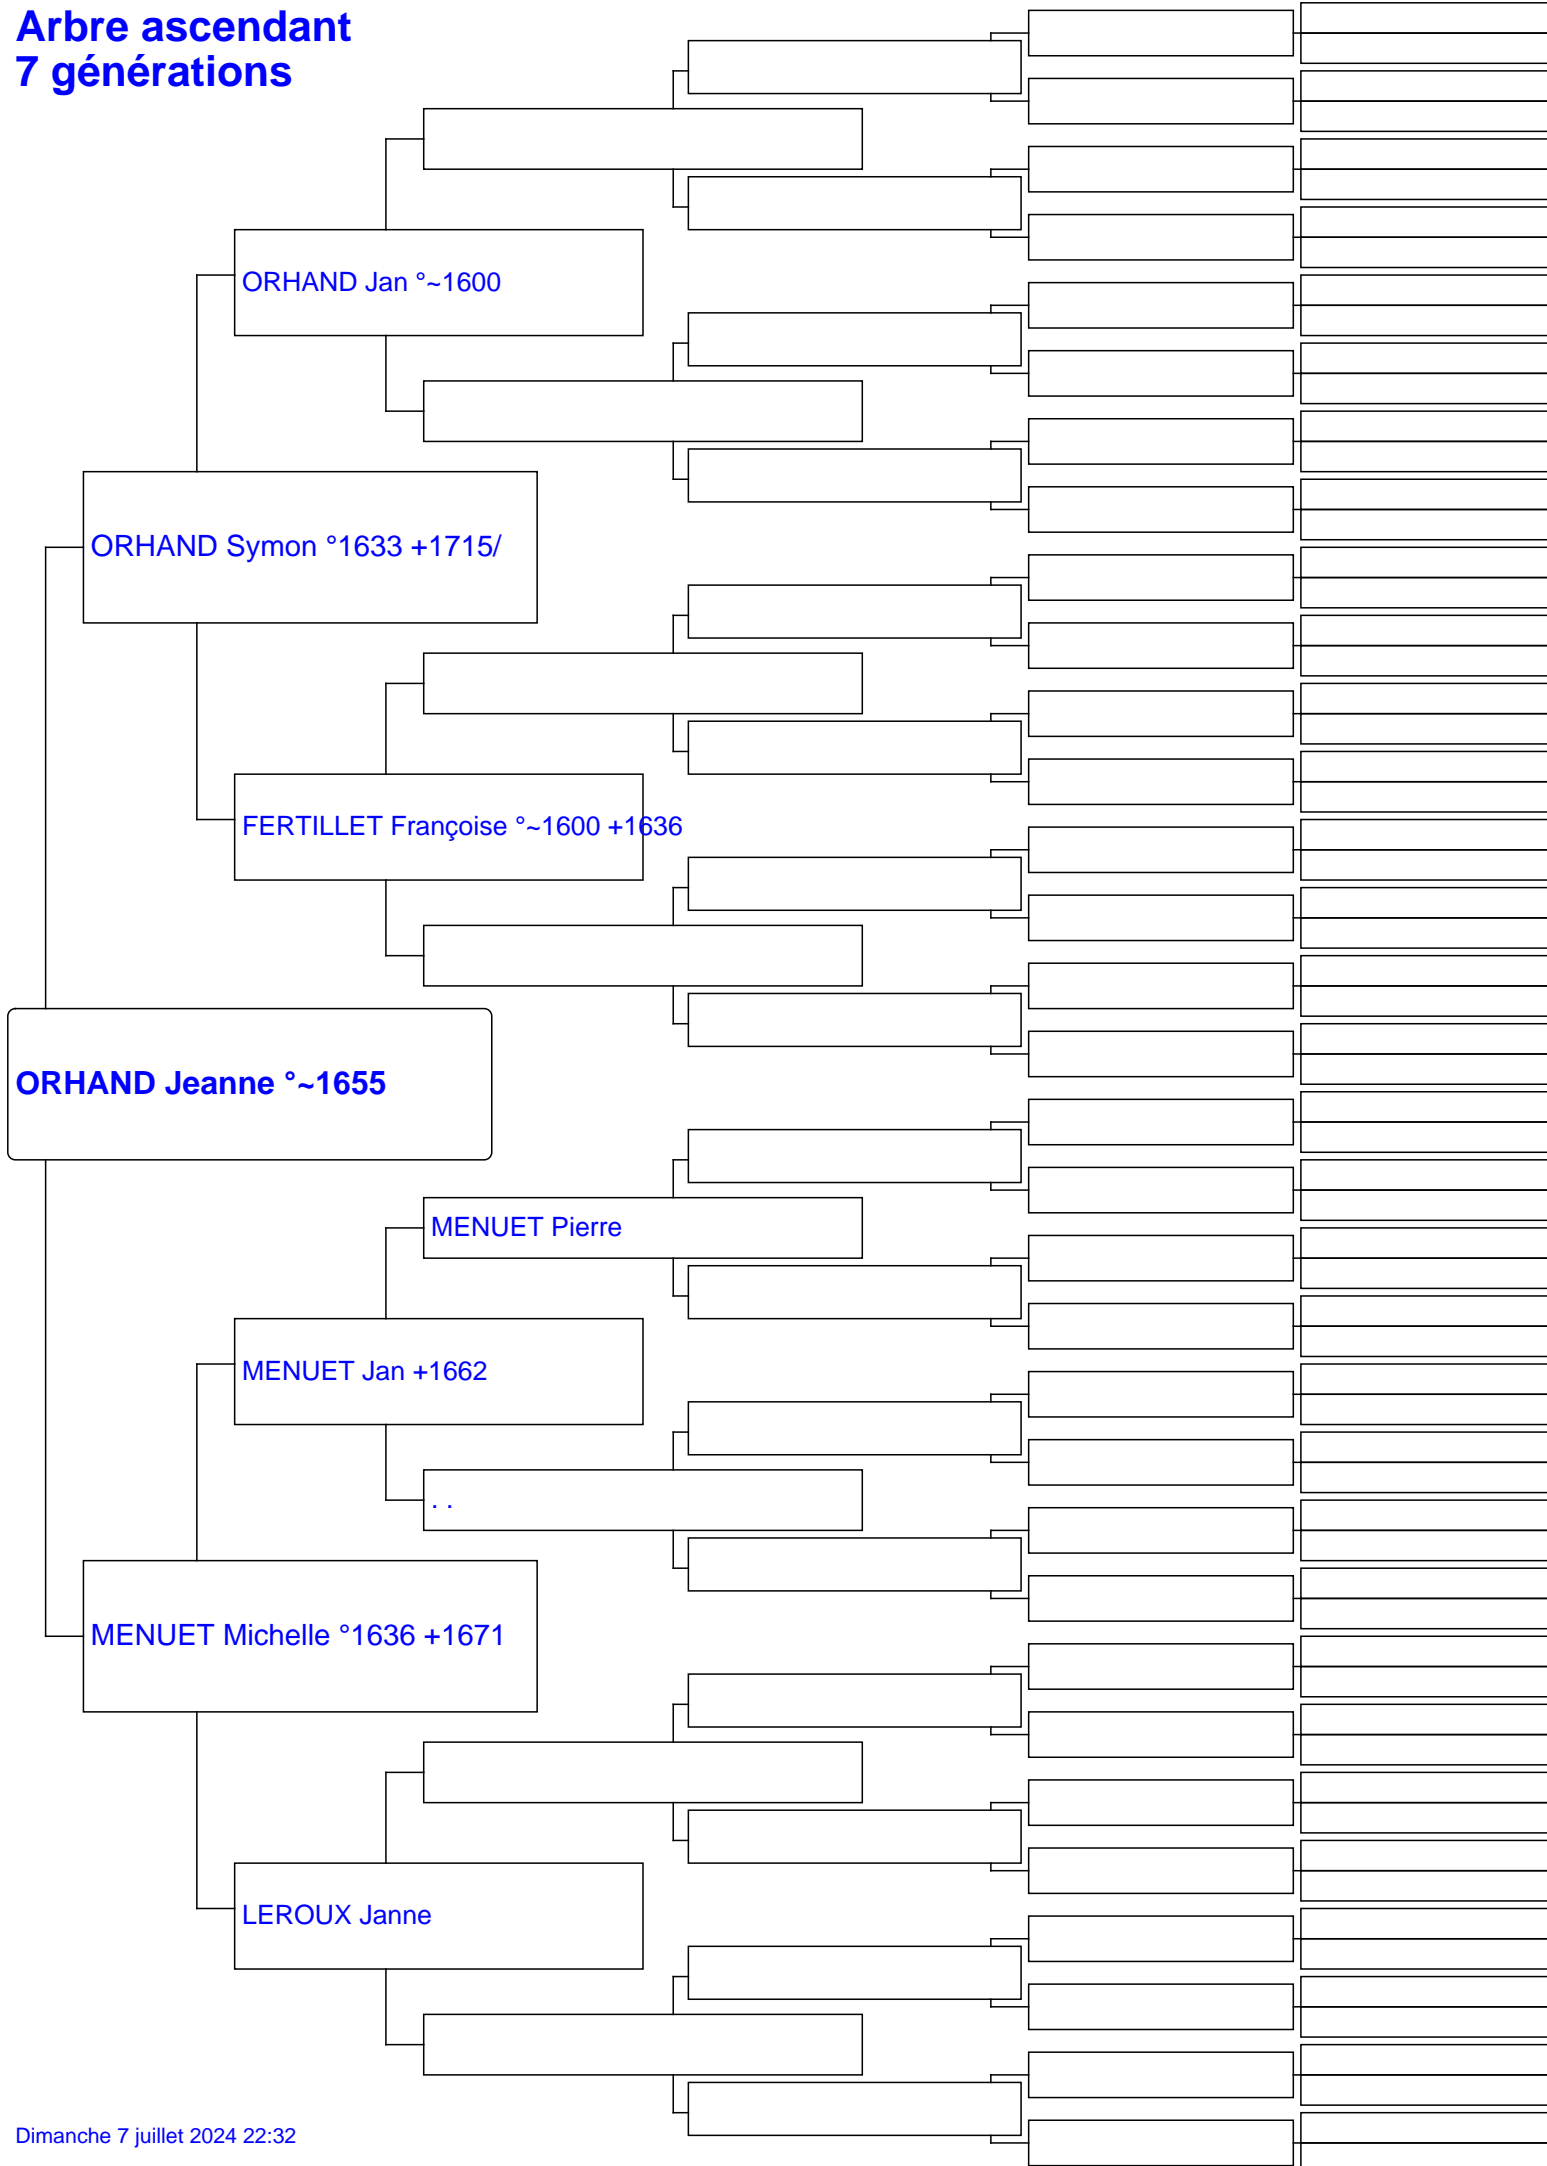 Arbre ascendant
7 générations
ORHAND Jan °~1600
ORHAND Symon °1633 +1715/
FERTILLET Françoise °~1600 +1636
ORHAND Jeanne °~1655
MENUET Pierre
MENUET Jan +1662
. .
MENUET Michelle °1636 +1671
LEROUX Janne
Dimanche 7 juillet 2024 22:32